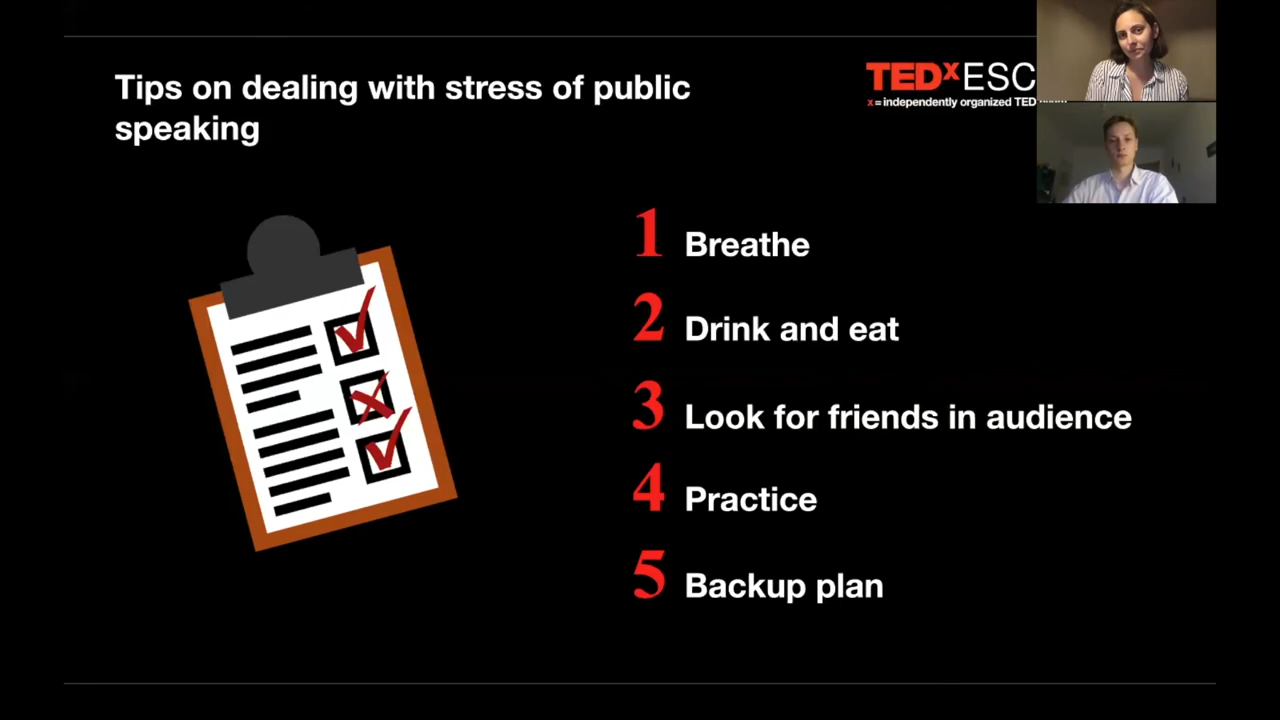 Tips on dealing with stress of public
speaking
TEDxESC
x = independently organized TED
1 Breathe
2 Drink and eat
3 Look for friends in audience
4 Practice
5 Backup plan